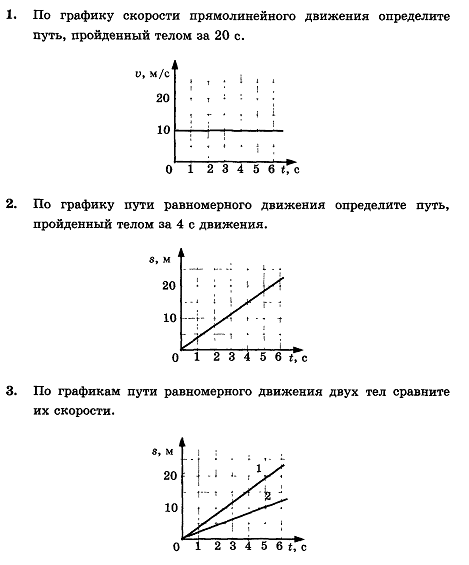 1. По графику скорости прямолинейного движения определите
путь, пройденный телом за 20 с.
υ, м/с
20
10
0 1 2 3 4 5 6 t, с
2. По графику пути равномерного движения определите путь,
пройденный телом за 4 с движения.
s, м
20
10
0 1 2 3 4 5 6 t, с
3. По графикам пути равномерного движения двух тел сравните
их скорости.
s, м
1
20
2
10
0 1 2 3 4 5 6 t, с